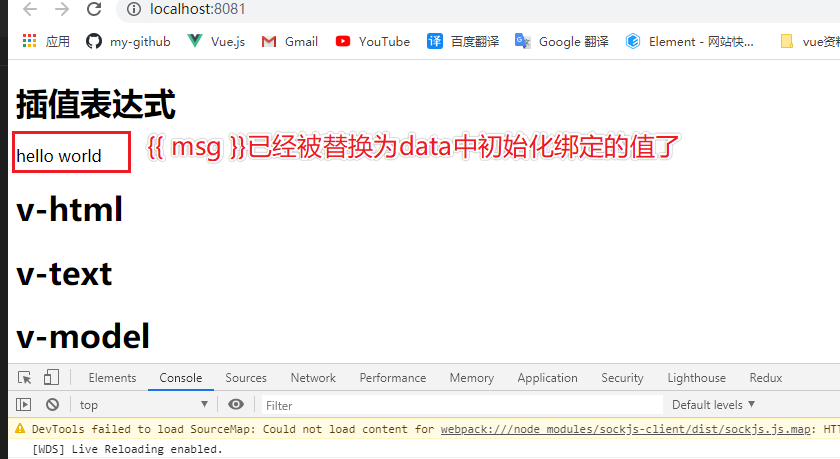 localhost:8081
应用 my-github Vue.js Gmail YouTube 百度翻译 Google 翻译 Element - 网站快... vue资料
插值表达式
hello world {{ msg }}已经被替换为data中初始化绑定的值了
v-html
v-text
v-model
Elements Console Sources Network Performance Memory Application Security Lighthouse Redux
top Filter Default levels
DevTools failed to load SourceMap: Could not load content for webpack:///node_modules/sockjs-client/dist/sockjs.js.map: HTT
[WDS] Live Reloading enabled.